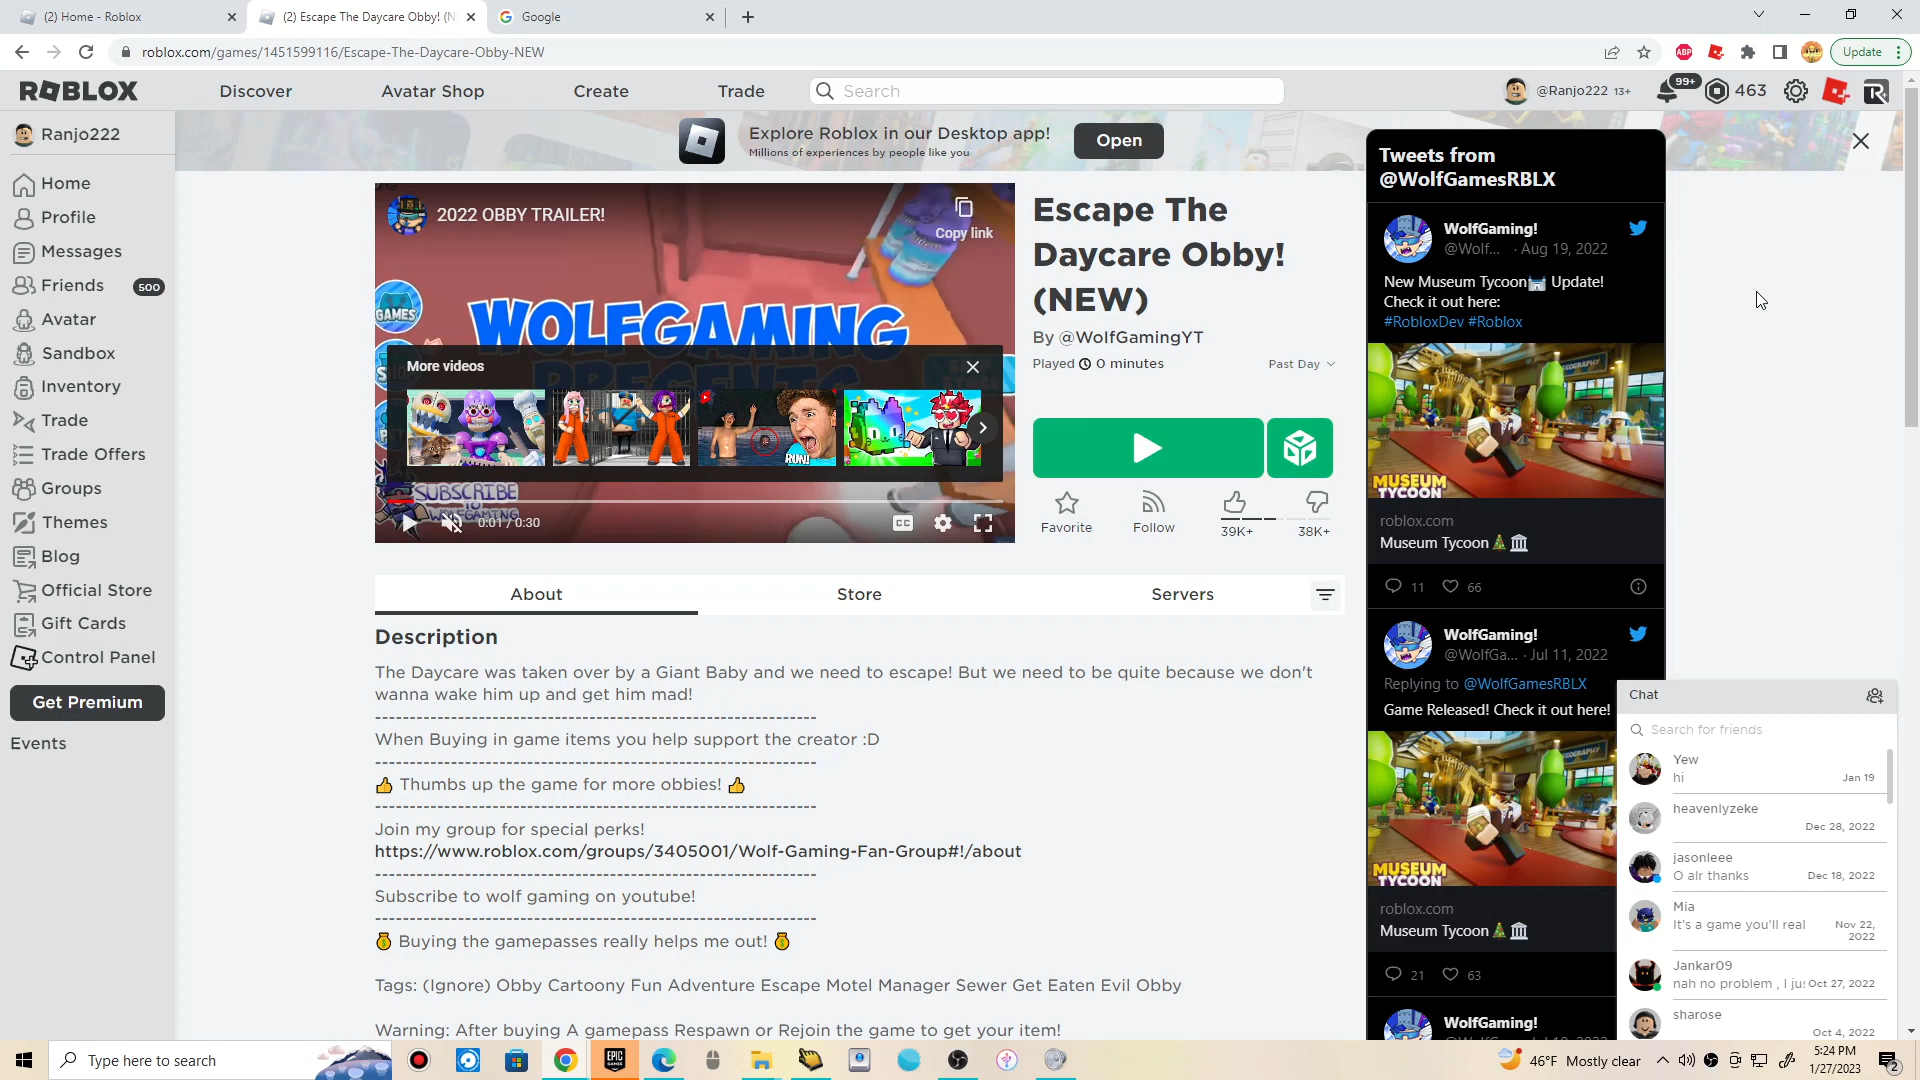 (2) Home - Roblox
(2) Escape The Daycare Obby! (N
Google
roblox.com/games/1451599116/Escape-The-Daycare-Obby-NEW
ABP
Update
ROBLOX
Discover
Avatar Shop
Create
Trade
Search
@Ranjo222 13+
99+
463
Ranjo222
Home
Profile
Messages
Friends 500
Avatar
Sandbox
Inventory
Trade
Trade Offers
Groups
Themes
Blog
Official Store
Gift Cards
Control Panel
Get Premium
Events
Explore Roblox in our Desktop app!
Millions of experiences by people like you
Open
2022 OBBY TRAILER!
Copy link
GAMES
WOLFGAMING
PRESENTS
More videos
RUN!
SUBSCRIBE
TO WOLFGAMING
0:01 / 0:30
CC
Escape The
Daycare Obby!
(NEW)
By @WolfGamingYT
Played 0 minutes
Past Day
Favorite
Follow
39K+
38K+
About
Store
Servers
Description
The Daycare was taken over by a Giant Baby and we need to escape! But we need to be quite because we don't
wanna wake him up and get him mad!
----------------------------------------------------------------
When Buying in game items you help support the creator :D
----------------------------------------------------------------
👍 Thumbs up the game for more obbies! 👍
----------------------------------------------------------------
Join my group for special perks!
https://www.roblox.com/groups/3405001/Wolf-Gaming-Fan-Group#!/about
----------------------------------------------------------------
Subscribe to wolf gaming on youtube!
----------------------------------------------------------------
💰 Buying the gamepasses really helps me out! 💰
Tags: (Ignore) Obby Cartoony Fun Adventure Escape Motel Manager Sewer Get Eaten Evil Obby
Warning: After buying A gamepass Respawn or Rejoin the game to get your item!
Tweets from
@WolfGamesRBLX
WolfGaming!
@Wolf... · Aug 19, 2022
New Museum Tycoon🏛 Update!
Check it out here:
#RobloxDev #Roblox
MUSEUM
TYCOON
roblox.com
Museum Tycoon🎄🏛
11
66
WolfGaming!
@WolfGa... · Jul 11, 2022
Replying to @WolfGamesRBLX
Game Released! Check it out here!
MUSEUM
TYCOON
roblox.com
Museum Tycoon🎄🏛
21
63
WolfGaming!
Chat
Search for friends
Yew
hi
Jan 19
heavenlyzeke
Dec 28, 2022
jasonleee
O alr thanks
Dec 18, 2022
Mia
It's a game you'll real
Nov 22,
2022
Jankar09
nah no problem , I ju
Oct 27, 2022
sharose
Oct 4, 2022
Type here to search
EPIC
GAMES
46°F Mostly clear
5:24 PM
1/27/2023
2